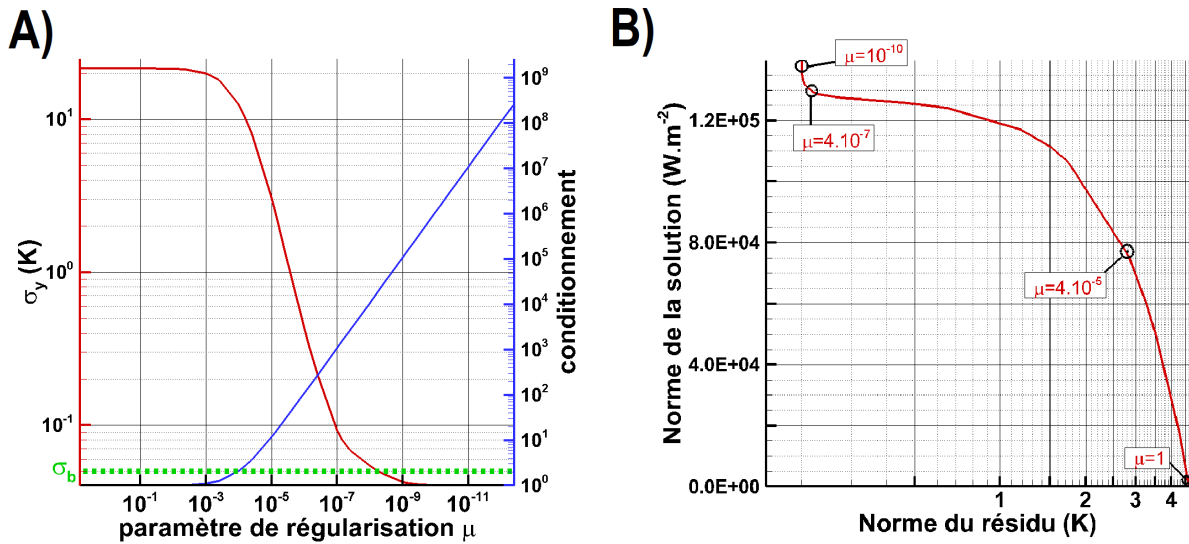 A)
σy (K)
10¹
10⁰
10⁻¹
σb
10⁻¹ 10⁻³ 10⁻⁵ 10⁻⁷ 10⁻⁹ 10⁻¹¹
paramètre de régularisation μ
10⁹
10⁸
10⁷
10⁶
10⁵
10⁴
10³
10²
10¹
10⁰
conditionnement
B)
Norme de la solution (W.m⁻²)
1.2E+05
8.0E+04
4.0E+04
0.0E+00
μ=10⁻¹⁰
μ=4.10⁻⁷
μ=4.10⁻⁵
μ=1
1 2 3 4
Norme du résidu (K)